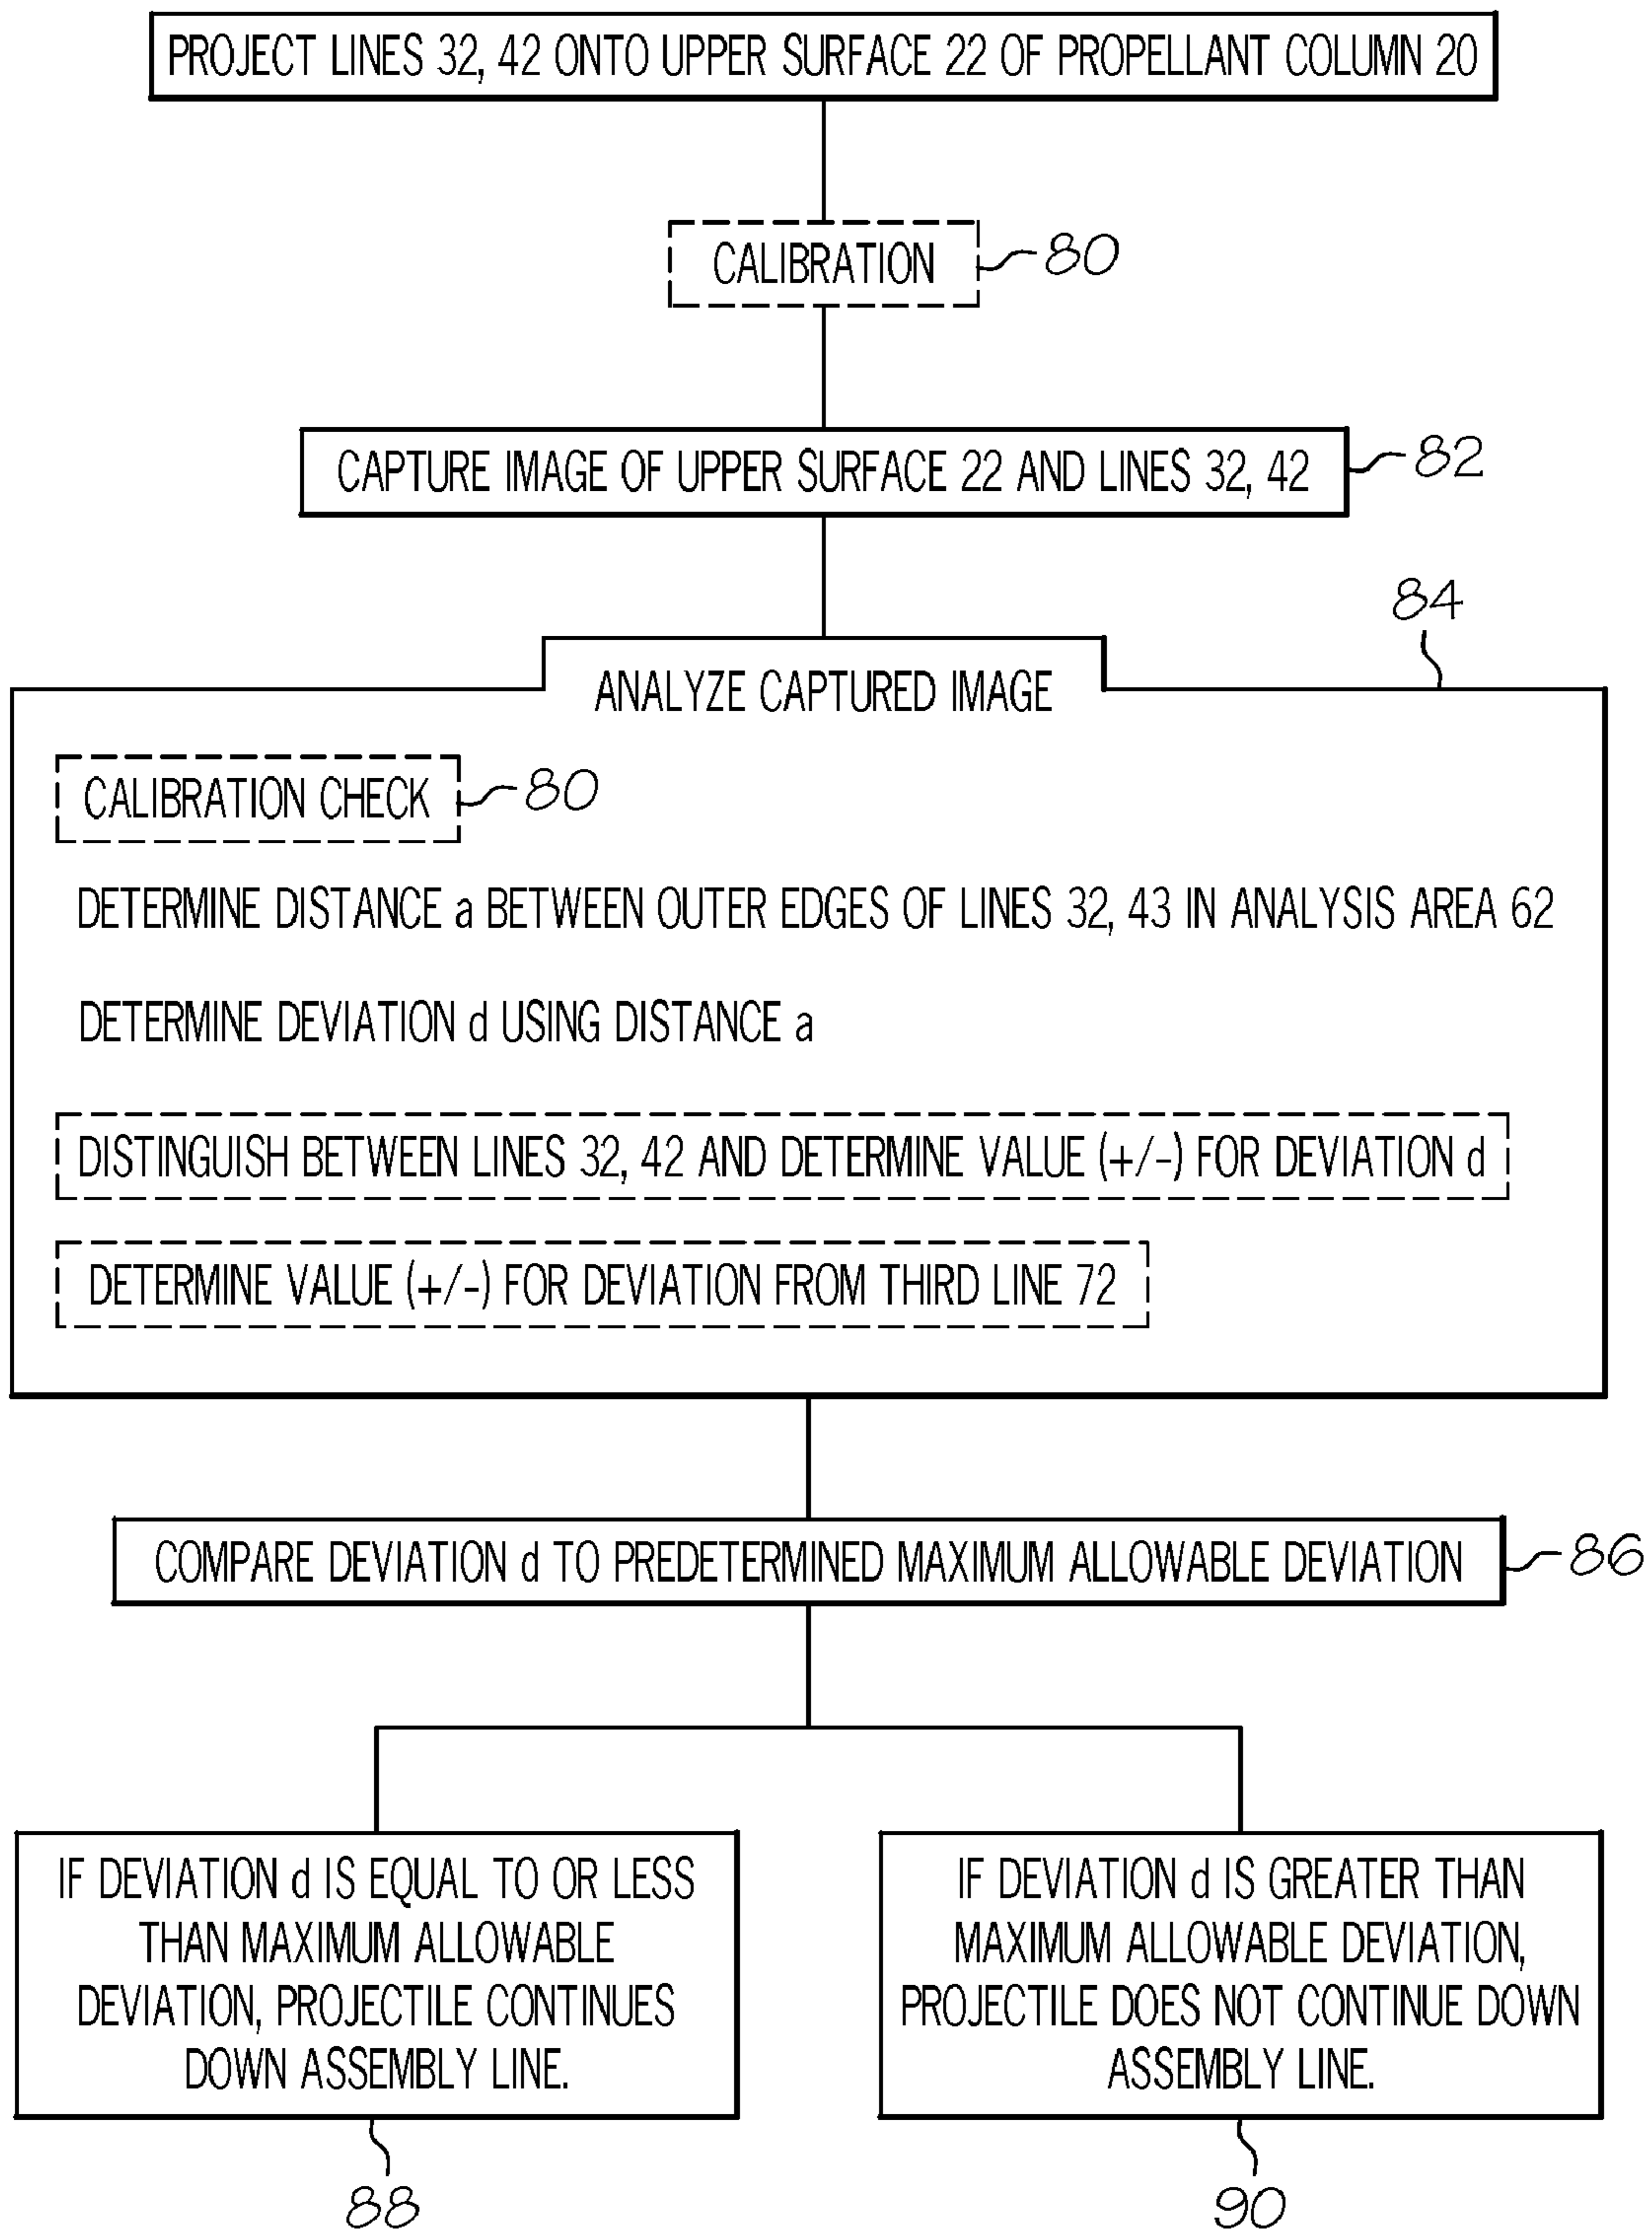 PROJECT LINES 32, 42 ONTO UPPER SURFACE 22 OF PROPELLANT COLUMN 20
CALIBRATION
80
CAPTURE IMAGE OF UPPER SURFACE 22 AND LINES 32, 42
82
84
ANALYZE CAPTURED IMAGE
CALIBRATION CHECK
80
DETERMINE DISTANCE a BETWEEN OUTER EDGES OF LINES 32, 43 IN ANALYSIS AREA 62
DETERMINE DEVIATION d USING DISTANCE a
DISTINGUISH BETWEEN LINES 32, 42 AND DETERMINE VALUE (+/-) FOR DEVIATION d
DETERMINE VALUE (+/-) FOR DEVIATION FROM THIRD LINE 72
COMPARE DEVIATION d TO PREDETERMINED MAXIMUM ALLOWABLE DEVIATION
86
IF DEVIATION d IS EQUAL TO OR LESS
THAN MAXIMUM ALLOWABLE
DEVIATION, PROJECTILE CONTINUES
DOWN ASSEMBLY LINE.
88
IF DEVIATION d IS GREATER THAN
MAXIMUM ALLOWABLE DEVIATION,
PROJECTILE DOES NOT CONTINUE DOWN
ASSEMBLY LINE.
90